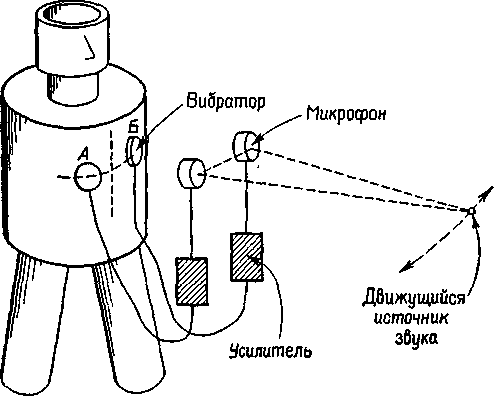 Вибратор
Микрофон
Б
А
Движущийся
источник
звука
Усилитель